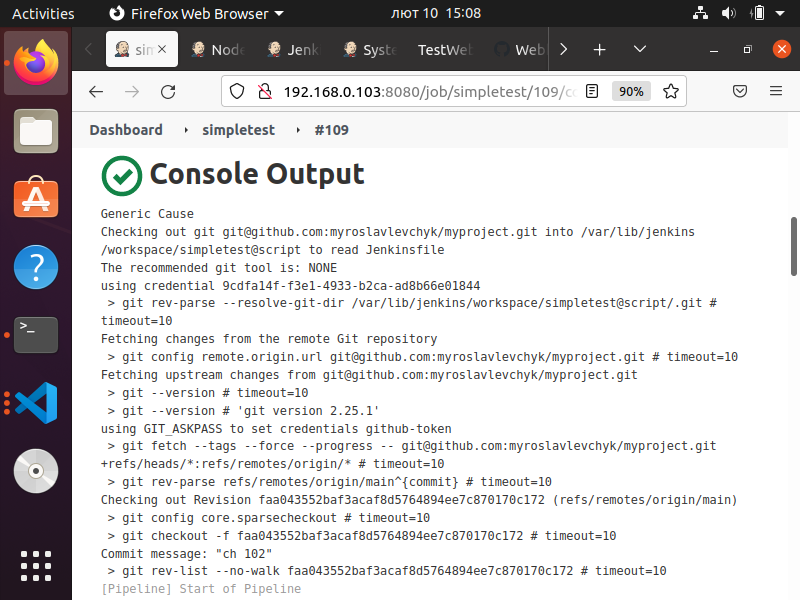 Activities
Firefox Web Browser
лют 10 15:08
sim
Node
Jenk
Syste
TestWeb
Web
192.168.0.103:8080/job/simpletest/109/co
90%
Dashboard
simpletest
#109
Console Output
Generic Cause
Checking out git git@github.com:myroslavlevchyk/myproject.git into /var/lib/jenkins
/workspace/simpletest@script to read Jenkinsfile
The recommended git tool is: NONE
using credential 9cdfa14f-f3e1-4933-b2ca-ad8b66e01844
> git rev-parse --resolve-git-dir /var/lib/jenkins/workspace/simpletest@script/.git #
timeout=10
Fetching changes from the remote Git repository
> git config remote.origin.url git@github.com:myroslavlevchyk/myproject.git # timeout=10
Fetching upstream changes from git@github.com:myroslavlevchyk/myproject.git
> git --version # timeout=10
> git --version # 'git version 2.25.1'
using GIT_ASKPASS to set credentials github-token
> git fetch --tags --force --progress -- git@github.com:myroslavlevchyk/myproject.git
+refs/heads/*:refs/remotes/origin/* # timeout=10
> git rev-parse refs/remotes/origin/main^{commit} # timeout=10
Checking out Revision faa043552baf3acaf8d5764894ee7c870170c172 (refs/remotes/origin/main)
> git config core.sparsecheckout # timeout=10
> git checkout -f faa043552baf3acaf8d5764894ee7c870170c172 # timeout=10
Commit message: "ch 102"
> git rev-list --no-walk faa043552baf3acaf8d5764894ee7c870170c172 # timeout=10
[Pipeline] Start of Pipeline